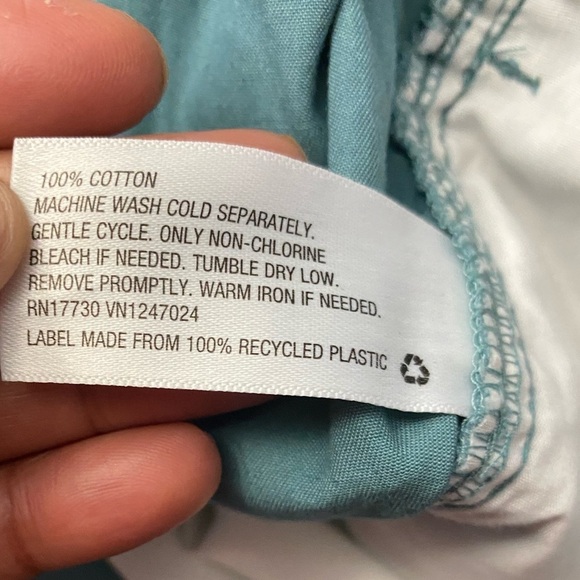 100% COTTON
MACHINE WASH COLD SEPARATELY.
GENTLE CYCLE. ONLY NON-CHLORINE
BLEACH IF NEEDED. TUMBLE DRY LOW.
REMOVE PROMPTLY. WARM IRON IF NEEDED.
RN17730 VN1247024
LABEL MADE FROM 100% RECYCLED PLASTIC